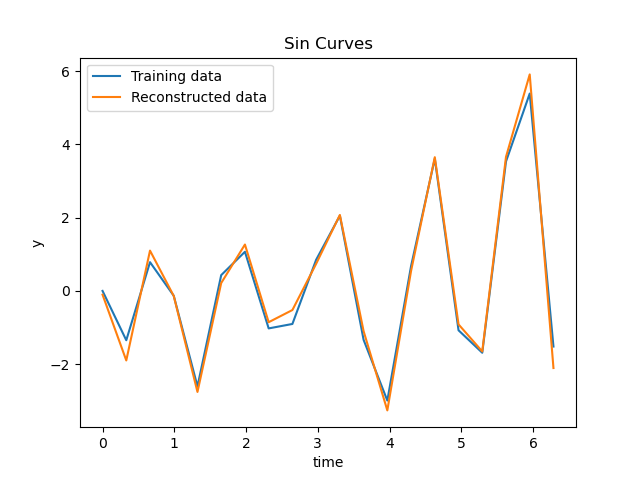 Sin Curves
Training data
Reconstructed data
6
4
2
0
−2
y
0 1 2 3 4 5 6
time